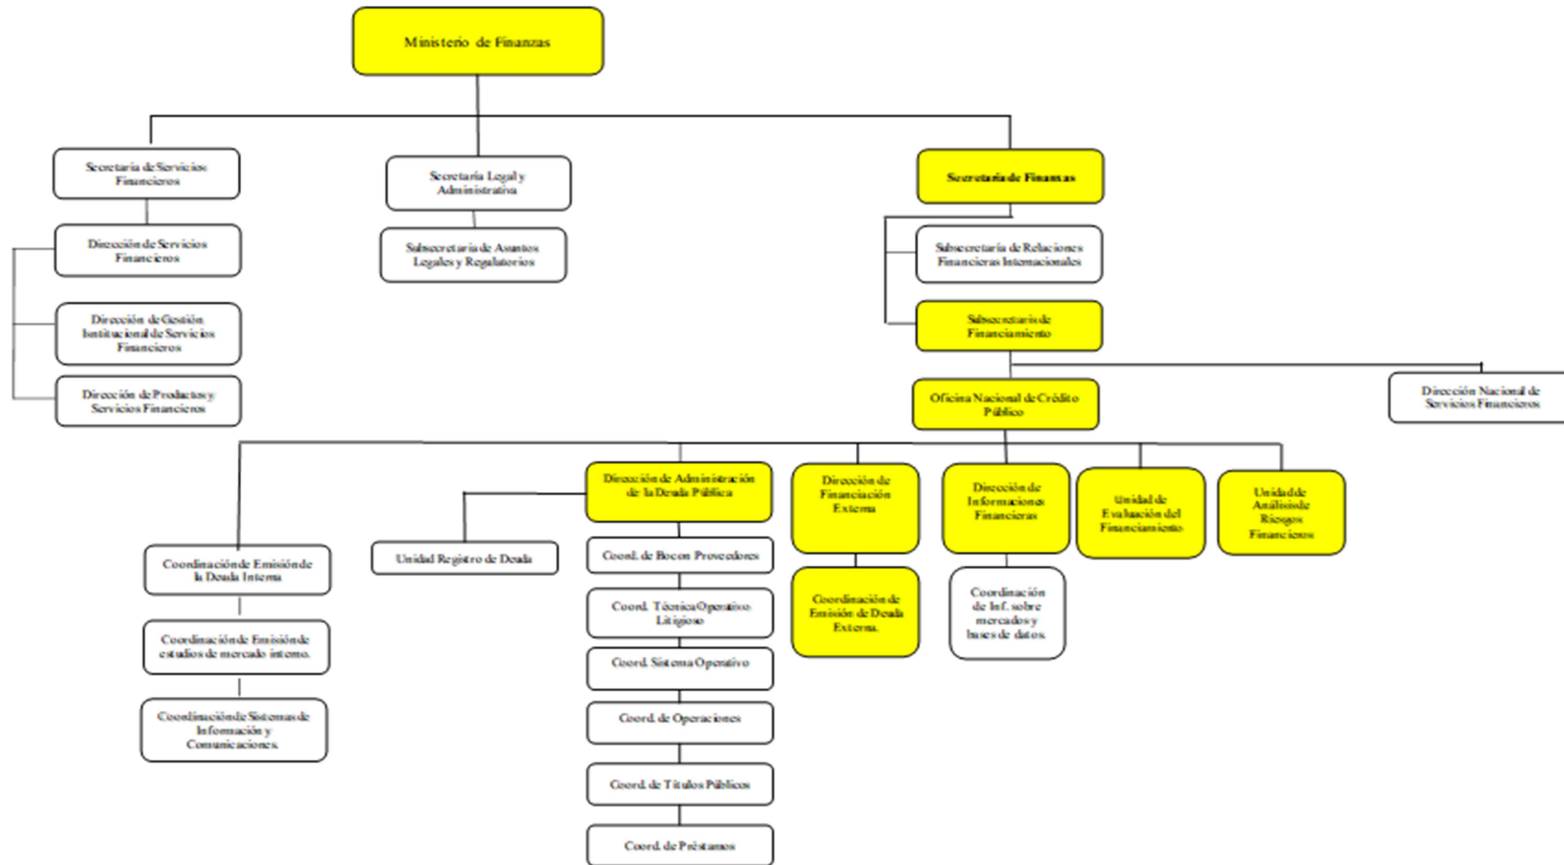 Ministerio de Finanzas
Secretaria de Servicios
Financieros
Secretaría Legal y
Administrativa
Secretaría de Finanzas
Dirección de Servicios
Financieros
Subsecretaria de Asuntos
Legales y Regulatorios
Subsecretaría de Relaciones
Financieras Internacionales
Dirección de Gestión
Isntitucional de Servicios
Financieros
Subsecretaris de
Financiamiento
Dirección de Productos y
Servicios Financieros
Oficina Nacional de Crédito
Público
Dirección Nacional de
Servicios Financieros
Dirección de Administración
de la Deuda Pública
Dirección de
Financiación
Externa
Dirección de
Informaciones
Financieras
Unidad de
Evaluación del
Financiamiento
Unidad de
Análisis de
Riesgos
Financieros
Coordinación de Emisión de
la Deuda Interna
Unidad Registro de Deuda
Coord. de Bocon Proveedores
Coordinación de
Emisión de Deuda
Externa.
Coordinación
de Inf. sobre
mercados y
bases de datos.
Coord. Técnica Operativo
Litigioso
Coordinación de Emisión de
estudios de mercado interno.
Coord. Sistema Operativo
Coordinación de Sistemas de
Información y
Comunicaciones.
Coord. de Operaciones
Coord. de Títulos Públicos
Coord. de Préstamos